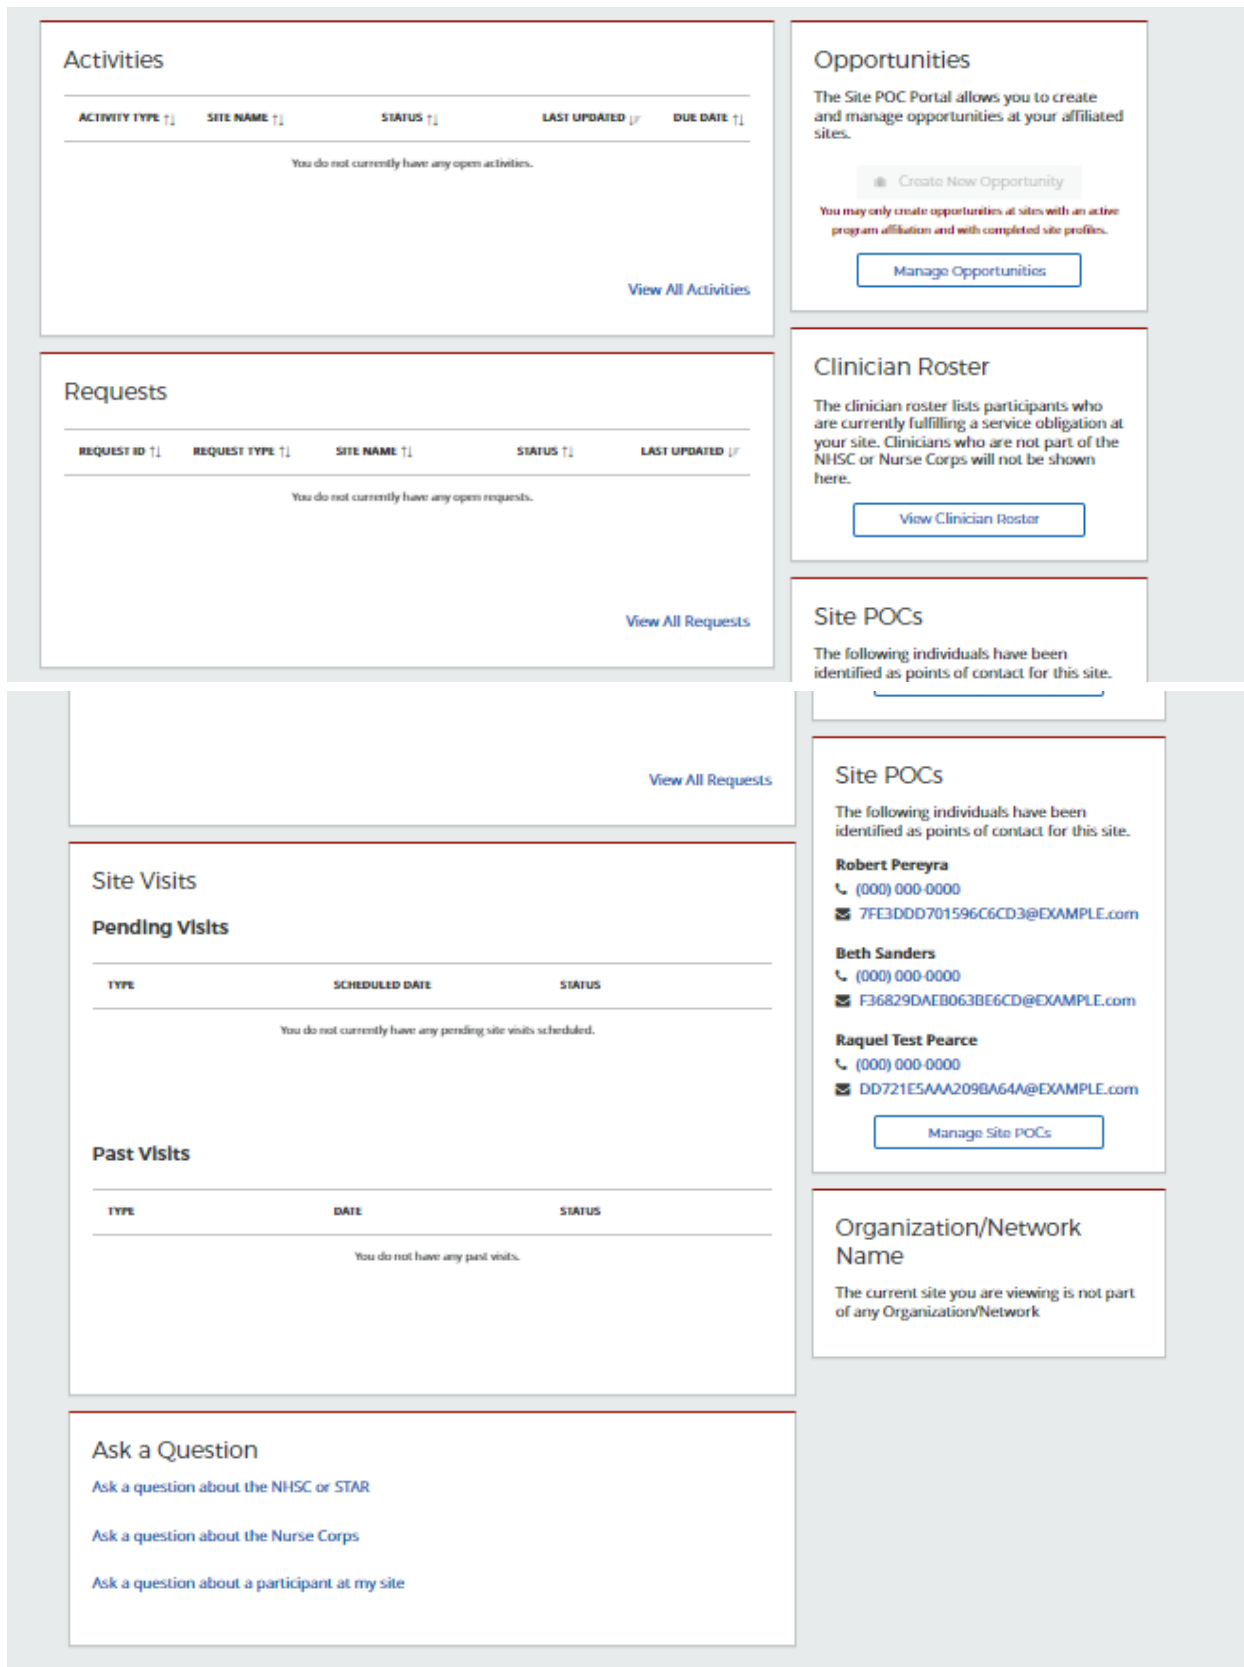 Activities
ACTIVITY TYPE ↑↓ SITE NAME ↑↓ STATUS ↑↓ LAST UPDATED ↓ DUE DATE ↑↓
You do not currently have any open activities.
View All Activities
Requests
REQUEST ID ↑↓ REQUEST TYPE ↑↓ SITE NAME ↑↓ STATUS ↑↓ LAST UPDATED ↓
You do not currently have any open requests.
View All Requests
Opportunities
The Site POC Portal allows you to create
and manage opportunities at your affiliated
sites.
Create New Opportunity
You may only create opportunities at sites with an active
program affiliation and with completed site profiles.
Manage Opportunities
Clinician Roster
The clinician roster lists participants who
are currently fulfilling a service obligation at
your site. Clinicians who are not part of the
NHSC or Nurse Corps will not be shown
here.
View Clinician Roster
Site POCs
The following individuals have been
identified as points of contact for this site.
View All Requests
Site Visits
Pending Visits
TYPE SCHEDULED DATE STATUS
You do not currently have any pending site visits scheduled.
Past Visits
TYPE DATE STATUS
You do not have any past visits.
Ask a Question
Ask a question about the NHSC or STAR
Ask a question about the Nurse Corps
Ask a question about a participant at my site
Site POCs
The following individuals have been
identified as points of contact for this site.
Robert Pereyra
(000) 000-0000
7FE3DDD701596C6CD3@EXAMPLE.com
Beth Sanders
(000) 000-0000
F36829DAEB063BE6CD@EXAMPLE.com
Raquel Test Pearce
(000) 000-0000
DD721E5AAA209BA64A@EXAMPLE.com
Manage Site POCs
Organization/Network
Name
The current site you are viewing is not part
of any Organization/Network